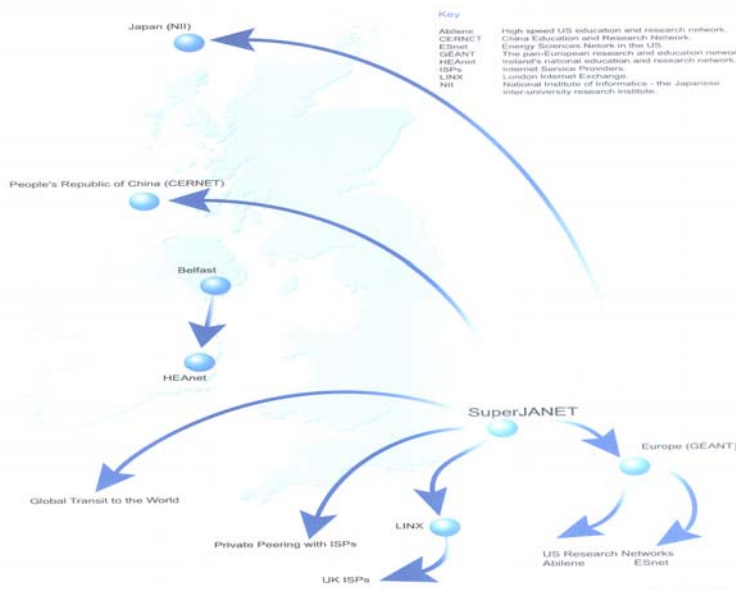 Japan (NII)
Key
Abilene High speed US education and research network.
CERNET China Education and Research Network.
ESnet Energy Sciences Network in the US.
GÉANT The pan-European research and education network
HEAnet Ireland's national education and research network.
ISPs Internet Service Providers.
LINX London Internet Exchange.
NII National Institute of Informatics - the Japanese
inter-university research institute.
People's Republic of China (CERNET)
Belfast
HEAnet
SuperJANET
Europe (GÉANT)
Global Transit to the World
LINX
Private Peering with ISPs
US Research Networks
Abilene ESnet
UK ISPs